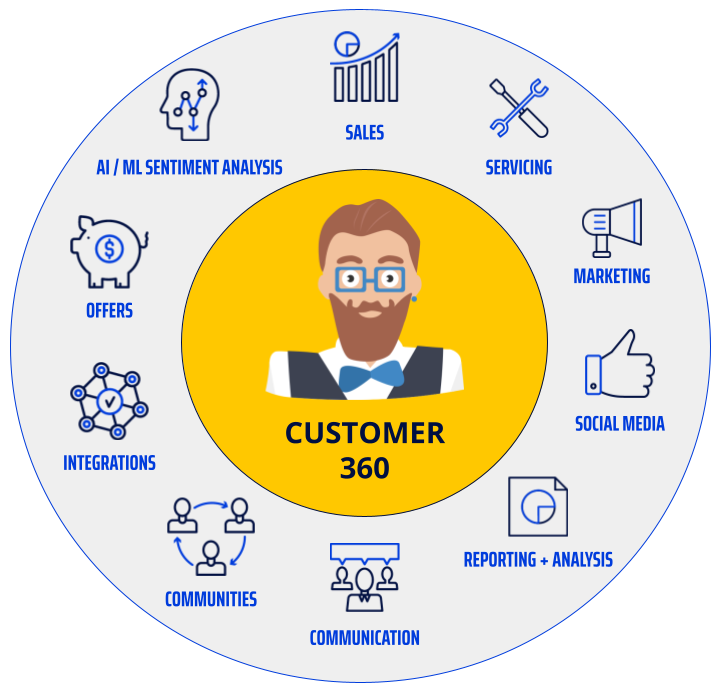 SALES
SERVICING
MARKETING
SOCIAL MEDIA
REPORTING + ANALYSIS
COMMUNICATION
COMMUNITIES
INTEGRATIONS
OFFERS
$
AI / ML SENTIMENT ANALYSIS
CUSTOMER
360